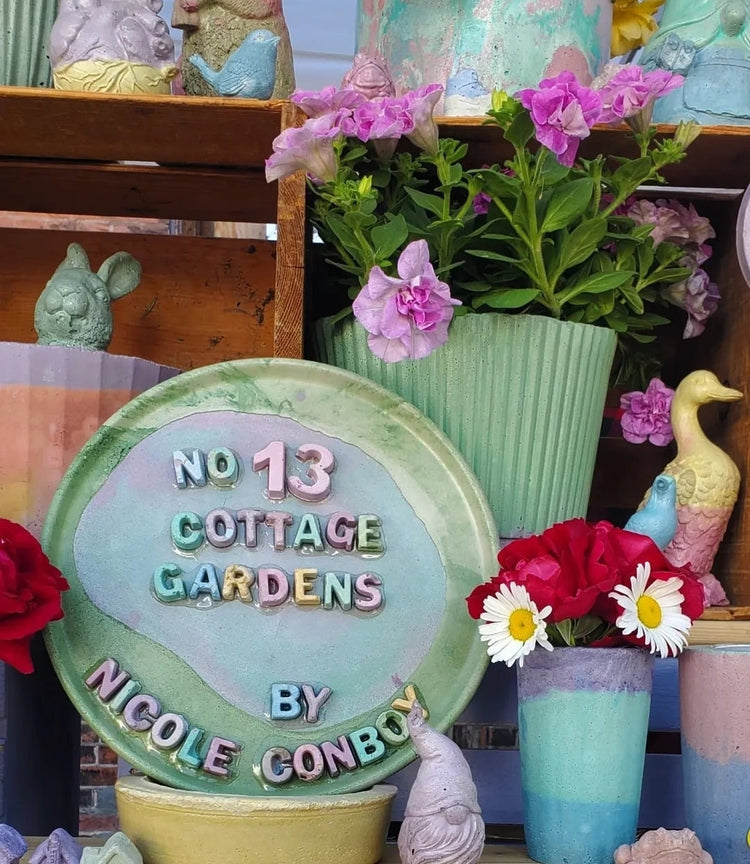 NO 13
COTTAGE
GARDENS
BY
NICOLE CONBOY